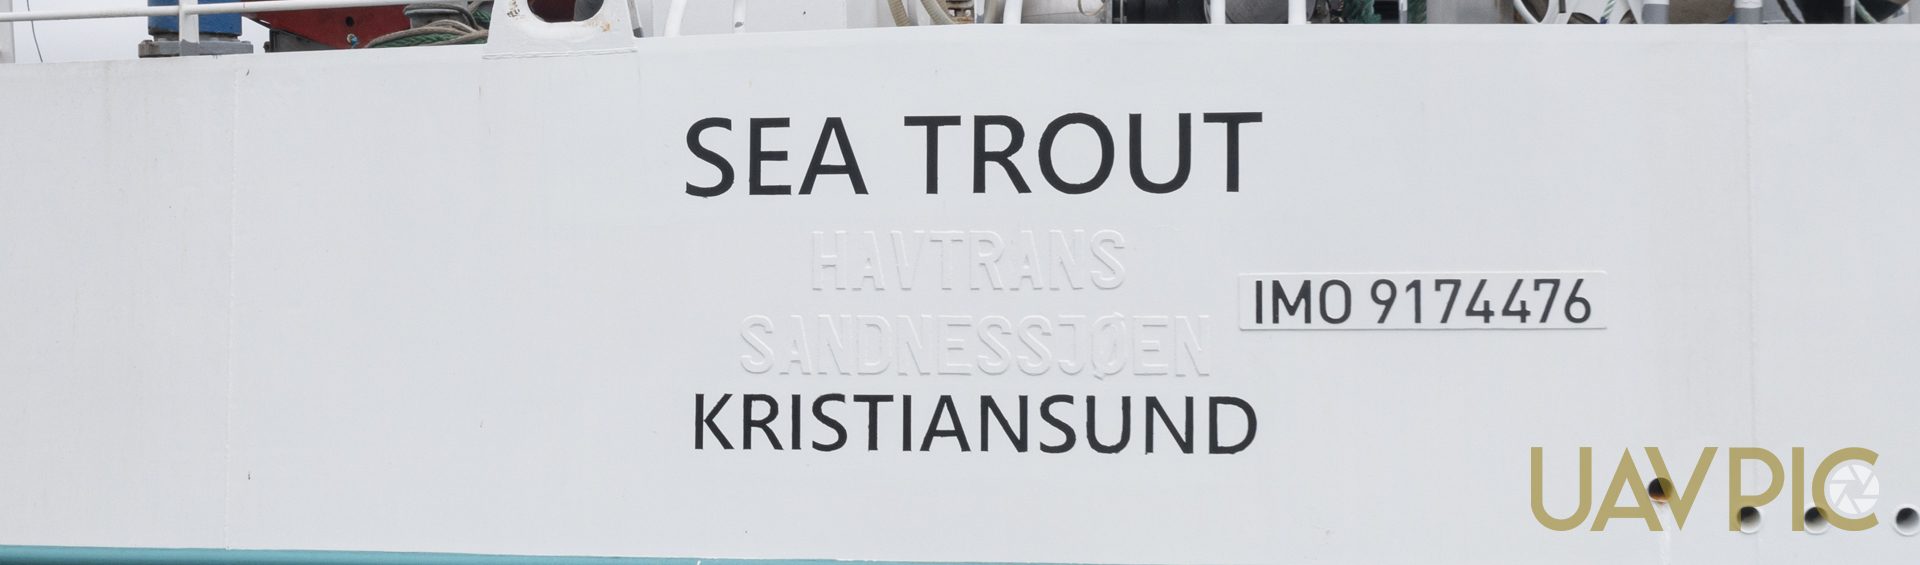 SEA TROUT
HAVTRANS
SANDNESSJØEN
IMO 9174476
KRISTIANSUND
UAVPIC